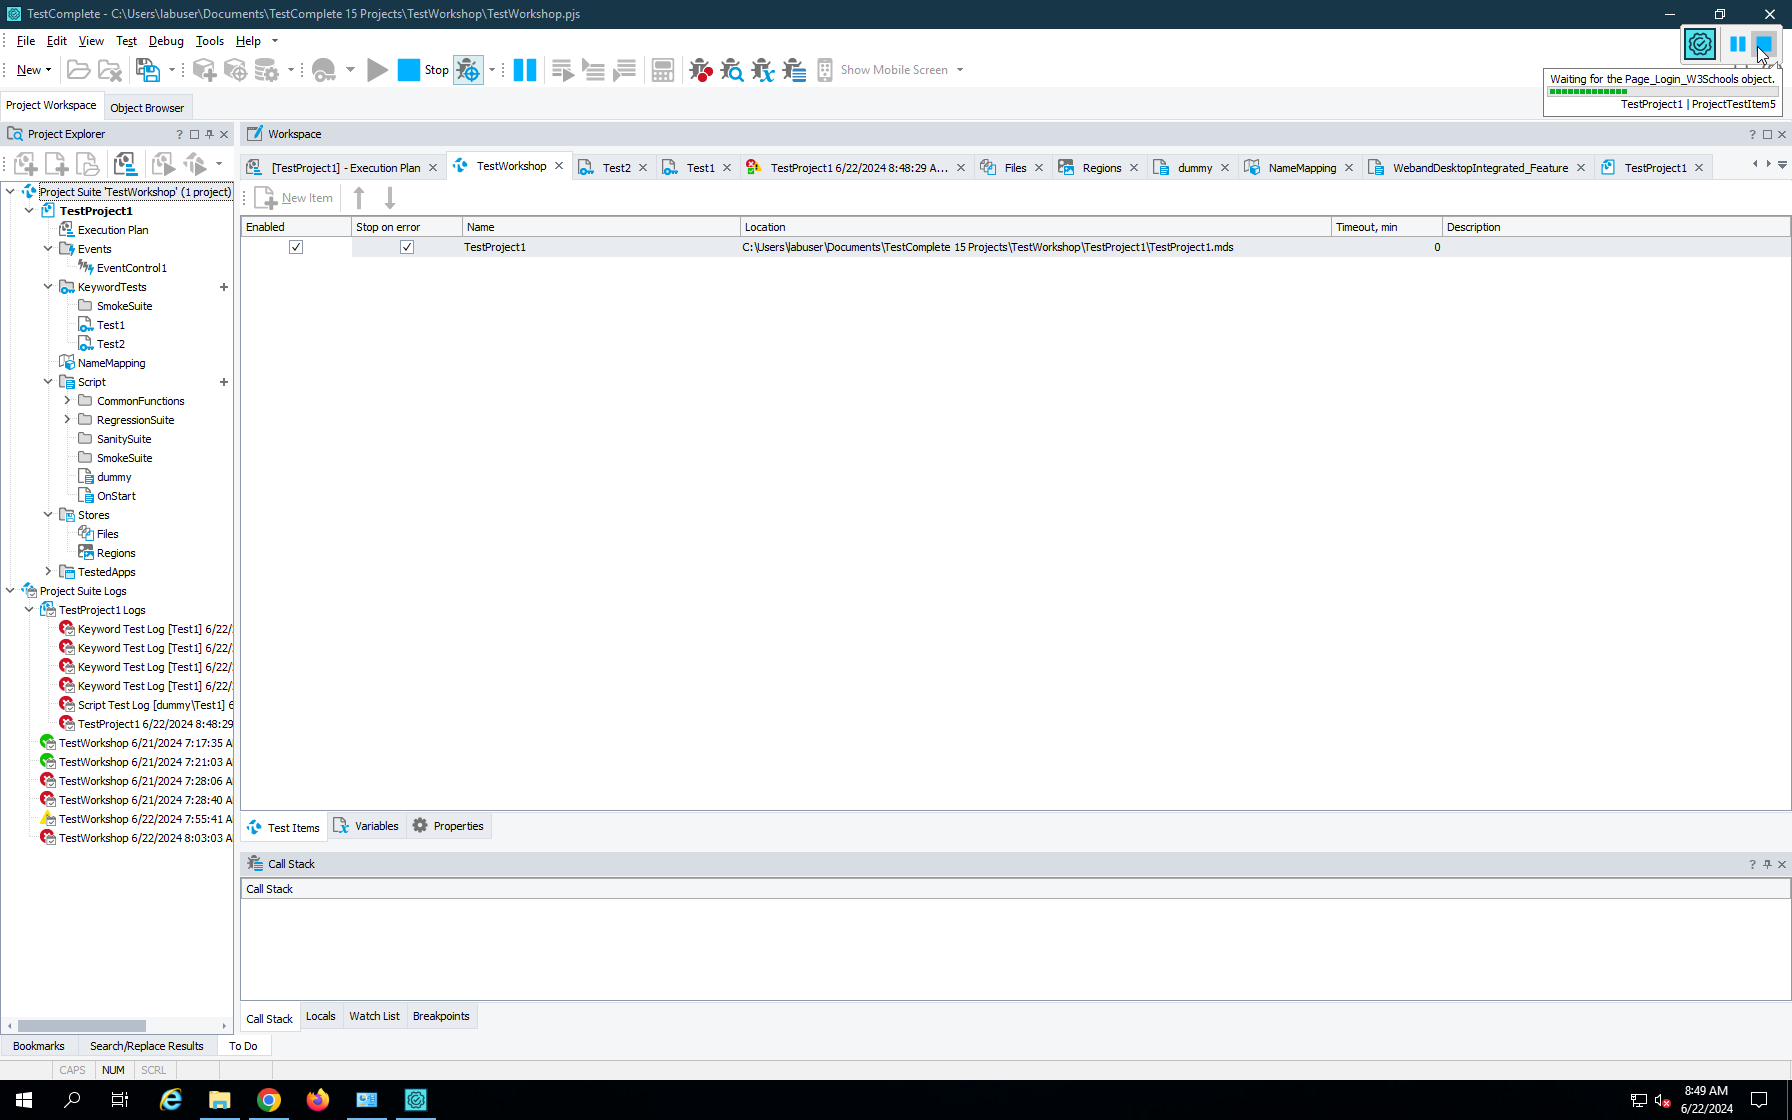 TestComplete - C:\Users\labuser\Documents\TestComplete 15 Projects\TestWorkshop\TestWorkshop.pjs
File Edit View Test Debug Tools Help
New Stop Show Mobile Screen
Waiting for the Page_Login_W3Schools object.
TestProject1 | ProjectTestItem5
Project Workspace Object Browser
Project Explorer
Workspace
[TestProject1] - Execution Plan TestWorkshop Test2 Test1 TestProject1 6/22/2024 8:48:29 A... Files Regions dummy NameMapping WebandDesktopIntegrated_Feature TestProject1
New Item
Enabled Stop on error Name Location Timeout, min Description
TestProject1 C:\Users\labuser\Documents\TestComplete 15 Projects\TestWorkshop\TestProject1\TestProject1.mds 0
Project Suite 'TestWorkshop' (1 project)
TestProject1
Execution Plan
Events
EventControl1
KeywordTests
SmokeSuite
Test1
Test2
NameMapping
Script
CommonFunctions
RegressionSuite
SanitySuite
SmokeSuite
dummy
OnStart
Stores
Files
Regions
TestedApps
Project Suite Logs
TestProject1 Logs
Keyword Test Log [Test1] 6/22/
Keyword Test Log [Test1] 6/22/
Keyword Test Log [Test1] 6/22/
Keyword Test Log [Test1] 6/22/
Script Test Log [dummy\Test1] 6
TestProject1 6/22/2024 8:48:29
TestWorkshop 6/21/2024 7:17:35 A
TestWorkshop 6/21/2024 7:21:03 A
TestWorkshop 6/21/2024 7:28:06 A
TestWorkshop 6/21/2024 7:28:40 A
TestWorkshop 6/22/2024 7:55:41 A
TestWorkshop 6/22/2024 8:03:03 A
Test Items Variables Properties
Call Stack
Call Stack
Call Stack Locals Watch List Breakpoints
Bookmarks Search/Replace Results To Do
CAPS NUM SCRL
8:49 AM
6/22/2024